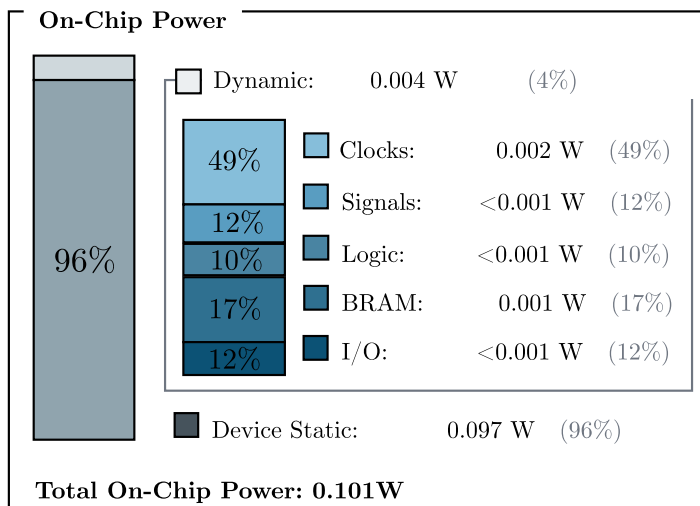 On-Chip Power
Dynamic: 0.004 W (4%)
49%
Clocks: 0.002 W (49%)
12%
Signals: <0.001 W (12%)
96%
10%
Logic: <0.001 W (10%)
17%
BRAM: 0.001 W (17%)
12%
I/O: <0.001 W (12%)
Device Static: 0.097 W (96%)
Total On-Chip Power: 0.101W